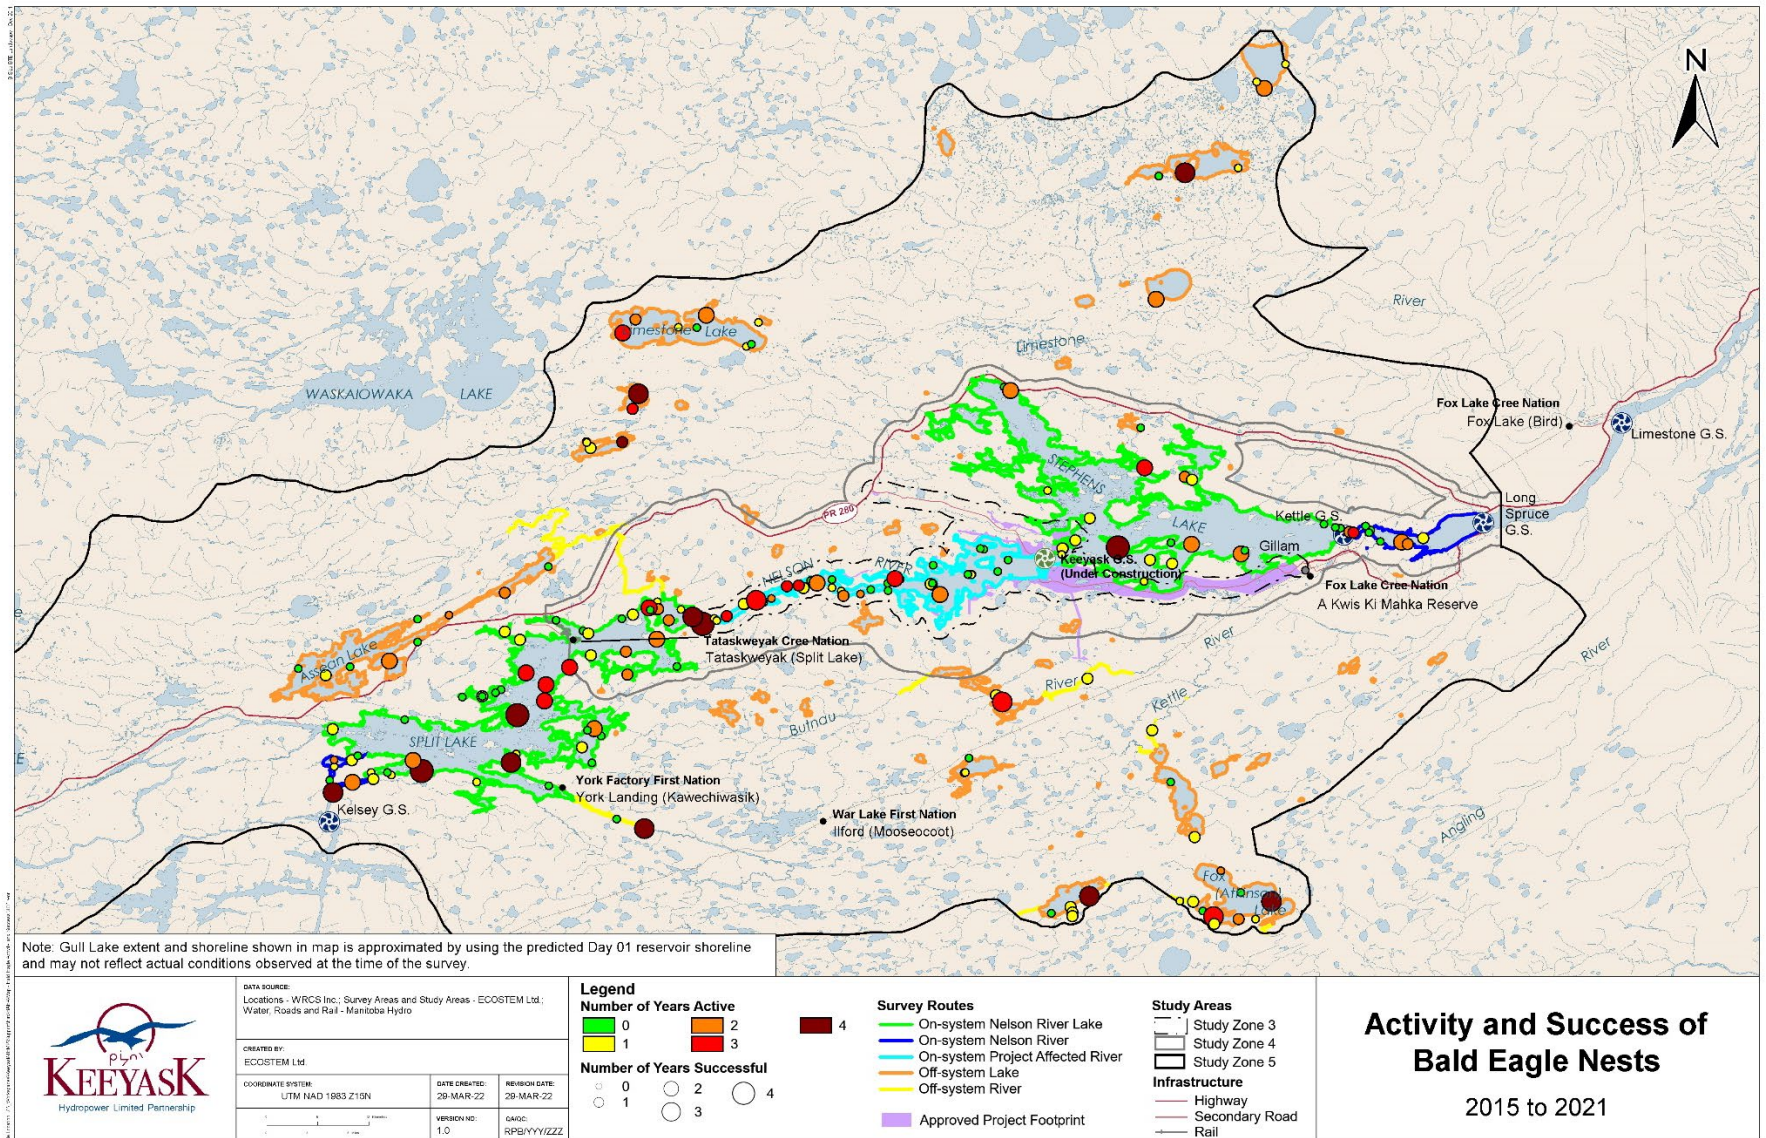 N
River
Limestone
Limestone Lake
WASKAIOWAKA LAKE
Fox Lake Cree Nation
Fox Lake (Bird)
Limestone G.S.
STEPHENS
LAKE
Kettle G.S.
Long
Spruce
G.S.
PR 280
Gillam
Keeyask G.S.
(Under Construction)
NELSON RIVER
Fox Lake Cree Nation
A Kwis Ki Mahka Reserve
Tataskweyak Cree Nation
Tataskweyak (Split Lake)
Assean Lake
River
River
River
Kettle
Butnau
SPLIT LAKE
York Factory First Nation
York Landing (Kawechiwasik)
Kelsey G.S.
War Lake First Nation
Ilford (Mooseocoot)
Angling
Fox
(Atkinson)
Lake
Note: Gull Lake extent and shoreline shown in map is approximated by using the predicted Day 01 reservoir shoreline
and may not reflect actual conditions observed at the time of the survey.
KEEYASK
Hydropower Limited Partnership
DATA SOURCE:
Locations - WRCS Inc.; Survey Areas and Study Areas - ECOSTEM Ltd.;
Water, Roads and Rail - Manitoba Hydro
CREATED BY:
ECOSTEM Ltd.
COORDINATE SYSTEM:
UTM NAD 1983 Z15N
DATE CREATED:
29-MAR-22
REVISION DATE:
29-MAR-22
VERSION NO:
1.0
QA/QC:
RPB/YYY/ZZZ
Legend
Number of Years Active
0 2 4
1 3
Number of Years Successful
0 2 4
1 3
Survey Routes
On-system Nelson River Lake
On-system Nelson River
On-system Project Affected River
Off-system Lake
Off-system River
Approved Project Footprint
Study Areas
Study Zone 3
Study Zone 4
Study Zone 5
Infrastructure
Highway
Secondary Road
Rail
Activity and Success of
Bald Eagle Nests
2015 to 2021